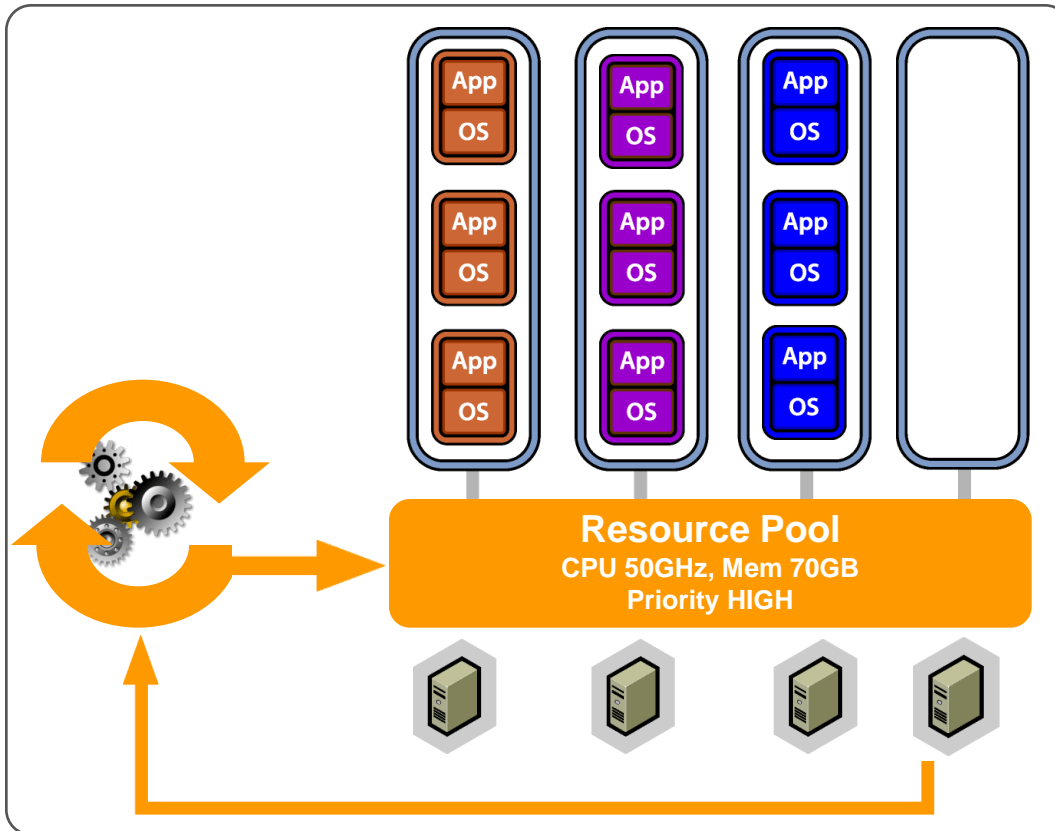 App
App
App
OS
OS
OS
App
App
App
OS
OS
OS
App
App
App
OS
OS
OS
Resource Pool
CPU 50GHz, Mem 70GB
Priority HIGH